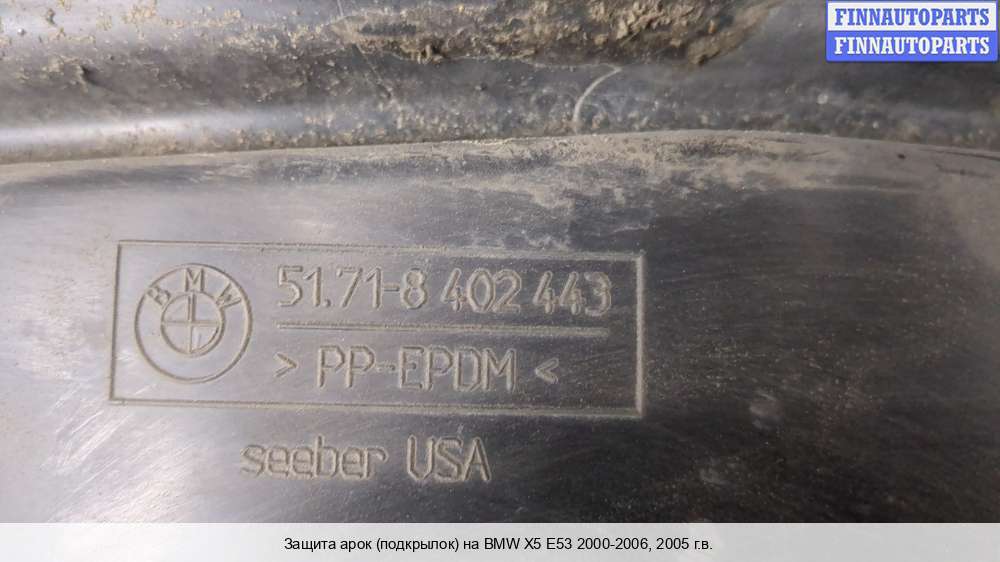 FINNAUTOPARTS
FINNAUTOPARTS
BMW
51.71-8 402 443
> PP-EPDM <
seeber USA
Защита арок (подкрылок) на BMW X5 E53 2000-2006, 2005 г.в.